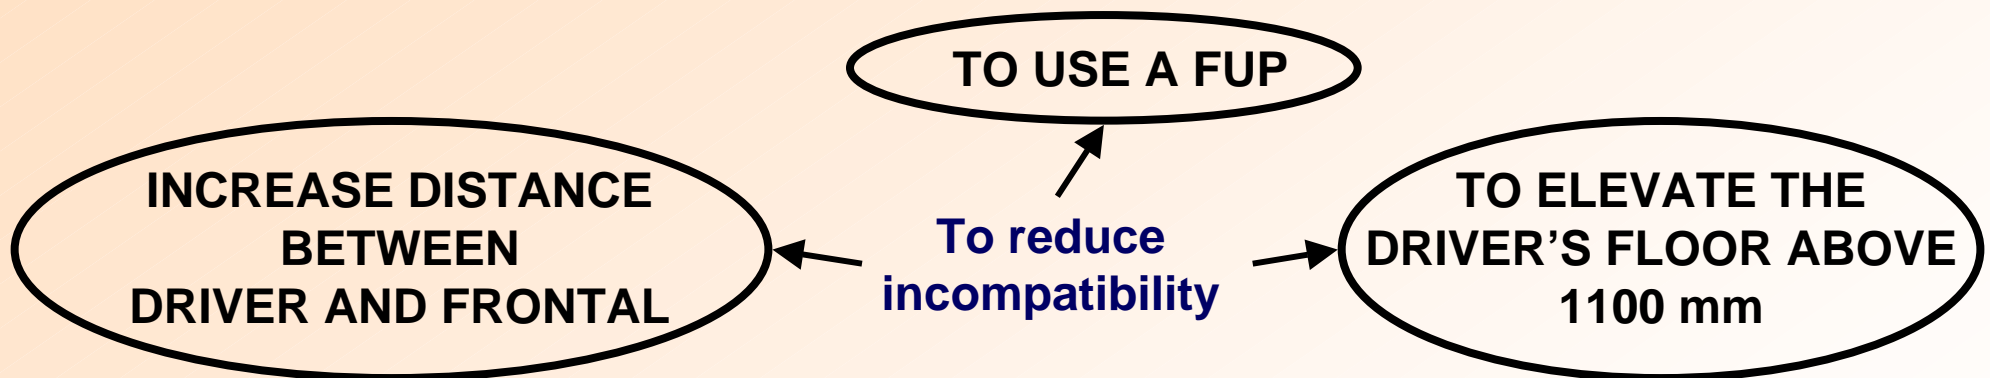 TO USE A FUP
INCREASE DISTANCE
BETWEEN
DRIVER AND FRONTAL
To reduce
incompatibility
TO ELEVATE THE
DRIVER’S FLOOR ABOVE
1100 mm